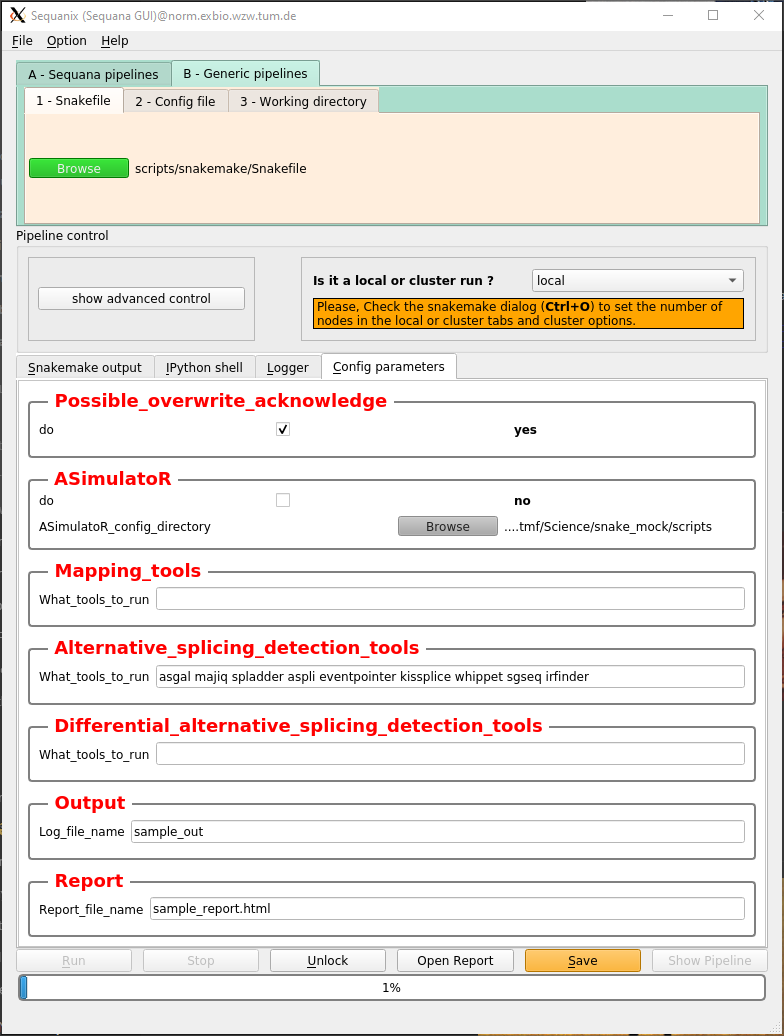 Sequanix (Sequana GUI)@norm.exbio.wzw.tum.de
File Option Help
A - Sequana pipelines B - Generic pipelines
1 - Snakefile 2 - Config file 3 - Working directory
Browse scripts/snakemake/Snakefile
Pipeline control
show advanced control
Is it a local or cluster run ? local
Please, Check the snakemake dialog (Ctrl+O) to set the number of
nodes in the local or cluster tabs and cluster options.
Snakemake output IPython shell Logger Config parameters
Possible_overwrite_acknowledge
do yes
ASimulatoR
do no
ASimulatoR_config_directory Browse ....tmf/Science/snake_mock/scripts
Mapping_tools
What_tools_to_run
Alternative_splicing_detection_tools
What_tools_to_run asgal majiq spladder aspli eventpointer kissplice whippet sgseq irfinder
Differential_alternative_splicing_detection_tools
What_tools_to_run
Output
Log_file_name sample_out
Report
Report_file_name sample_report.html
Run Stop Unlock Open Report Save Show Pipeline
1%